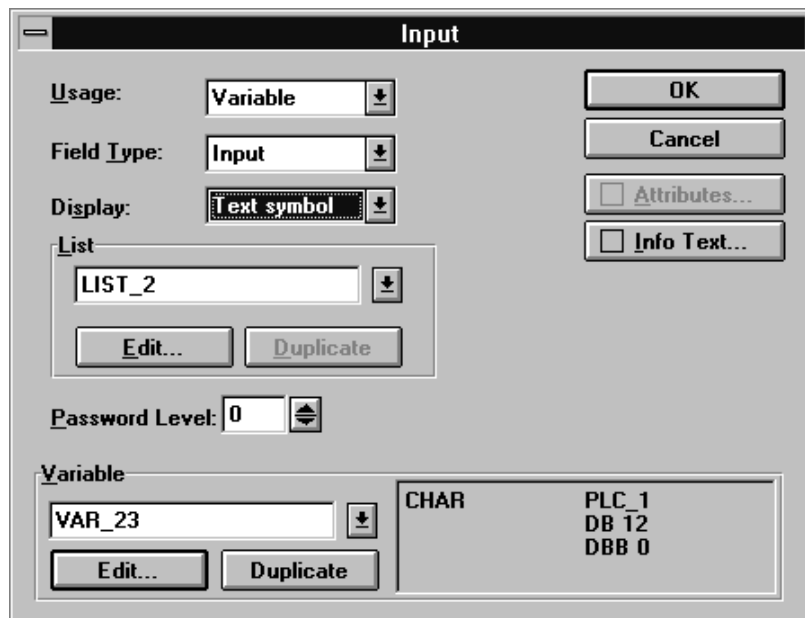 Input
Usage: Variable
OK
Field Type: Input
Cancel
Display: Text symbol
Attributes...
List
Info Text...
LIST_2
Edit... Duplicate
Password Level: 0
Variable
VAR_23
CHAR PLC_1
DB 12
DBB 0
Edit... Duplicate